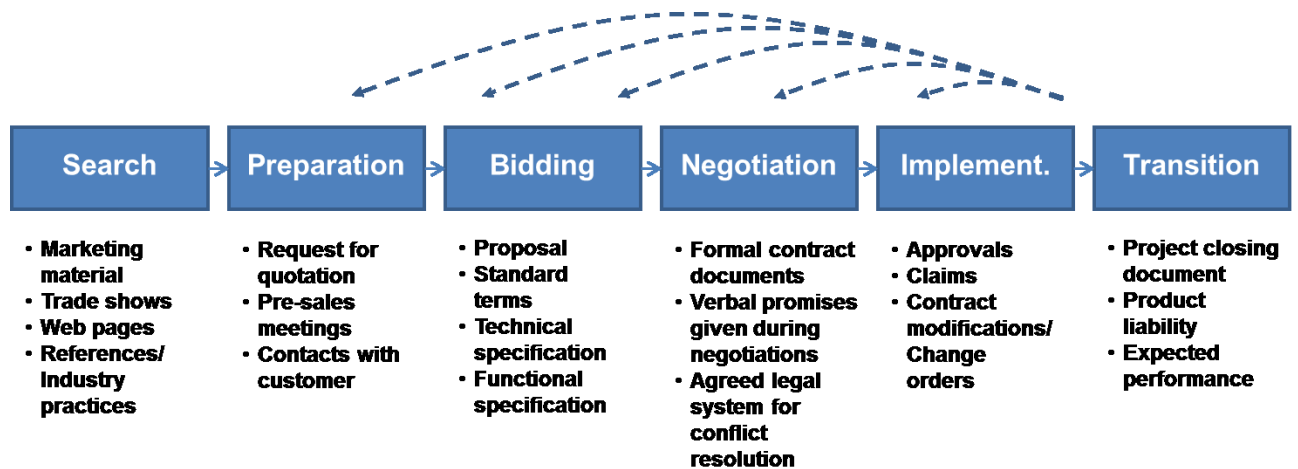 Search
Preparation
Bidding
Negotiation
Implement.
Transition
• Marketing
material
• Trade shows
• Web pages
• References/
Industry
practices
• Request for
quotation
• Pre-sales
meetings
• Contacts with
customer
• Proposal
• Standard
terms
• Technical
specification
• Functional
specification
• Formal contract
documents
• Verbal promises
given during
negotiations
• Agreed legal
system for
conflict
resolution
• Approvals
• Claims
• Contract
modifications/
Change
orders
• Project closing
document
• Product
liability
• Expected
performance